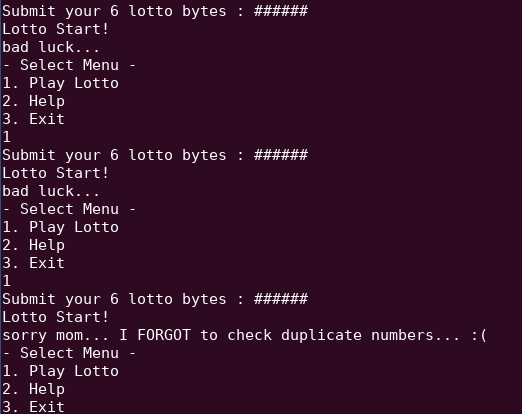 Submit your 6 lotto bytes : ######
Lotto Start!
bad luck...
- Select Menu -
1. Play Lotto
2. Help
3. Exit
1
Submit your 6 lotto bytes : ######
Lotto Start!
bad luck...
- Select Menu -
1. Play Lotto
2. Help
3. Exit
1
Submit your 6 lotto bytes : ######
Lotto Start!
sorry mom... I FORGOT to check duplicate numbers... :(
- Select Menu -
1. Play Lotto
2. Help
3. Exit